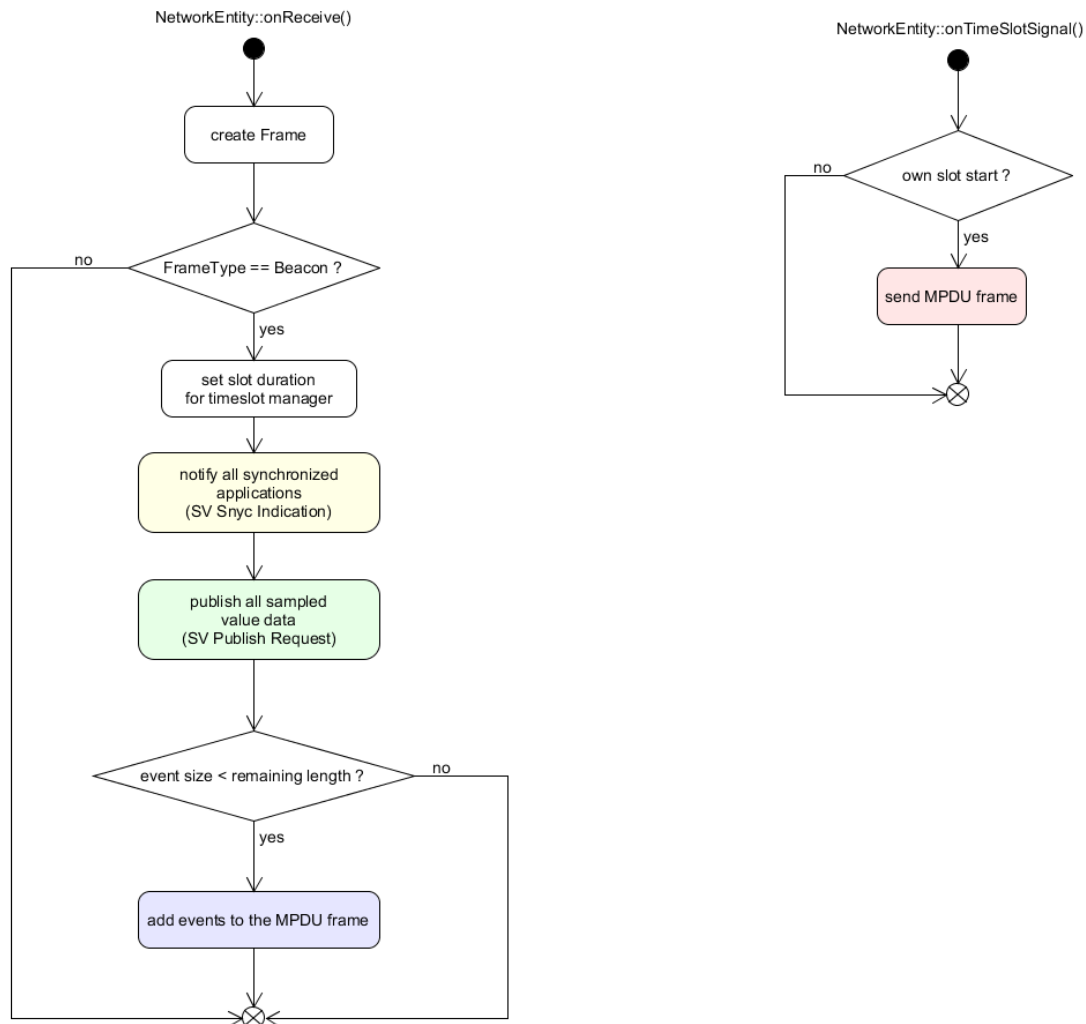 NetworkEntity::onReceive()
create Frame
FrameType == Beacon ?
no
yes
set slot duration
for timeslot manager
notify all synchronized
applications
(SV Snyc Indication)
publish all sampled
value data
(SV Publish Request)
event size < remaining length ?
no
yes
add events to the MPDU frame
NetworkEntity::onTimeSlotSignal()
own slot start ?
no
yes
send MPDU frame